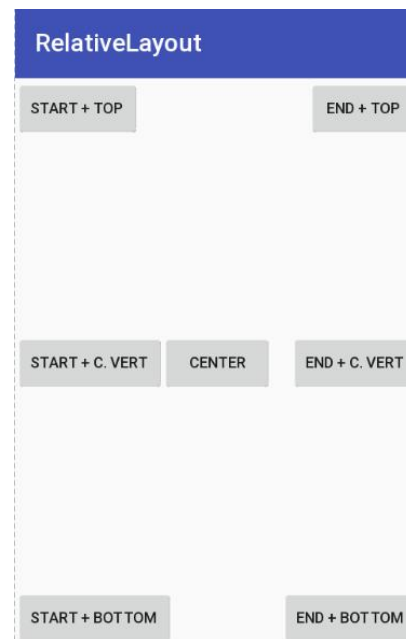 RelativeLayout
START + TOP
END + TOP
START + C. VERT
CENTER
END + C. VERT
START + BOTTOM
END + BOTTOM